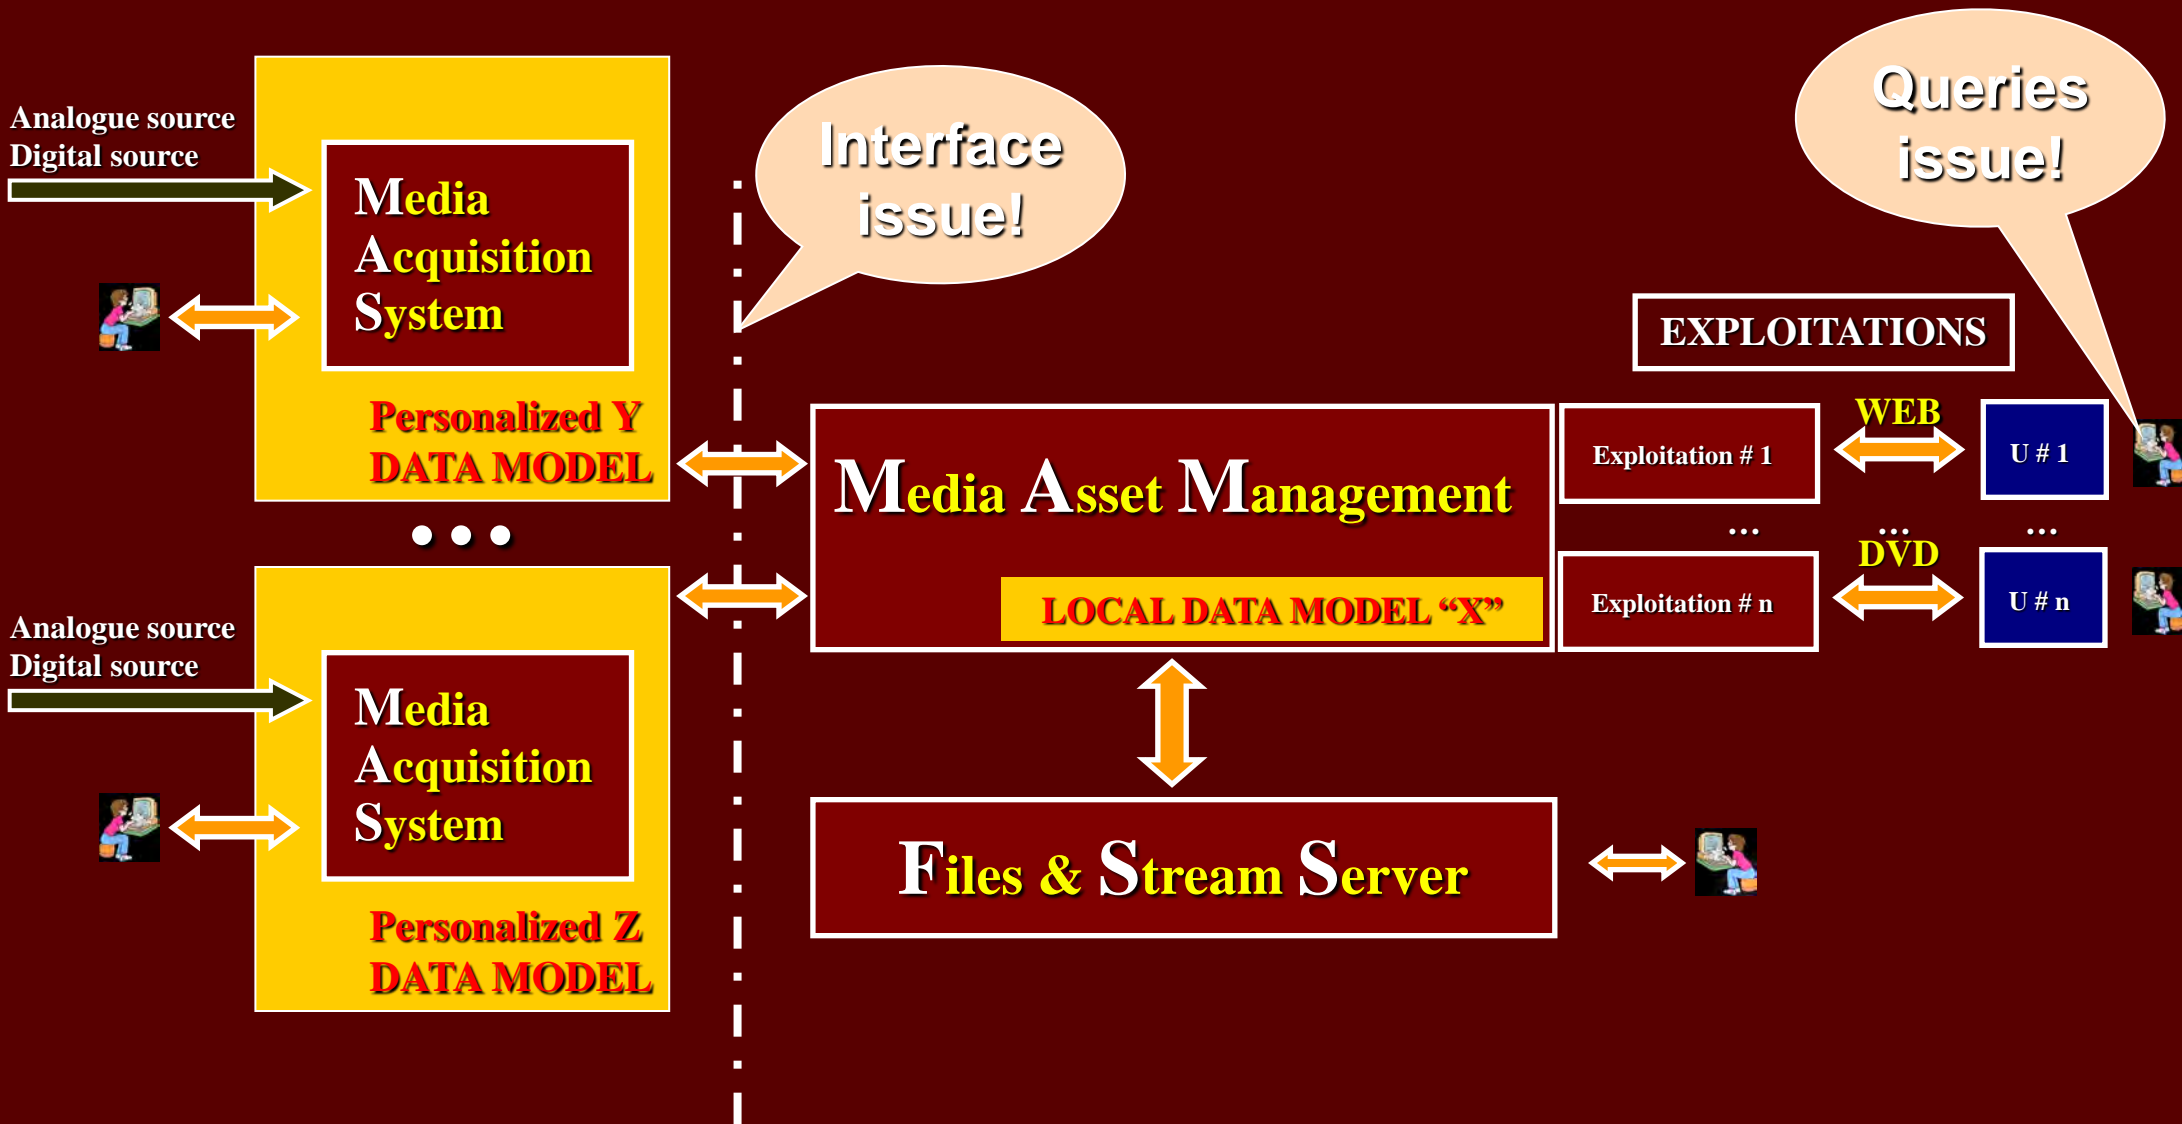 Analogue source
Digital source
Media
Acquisition
System
Personalized Y
DATA MODEL
...
Analogue source
Digital source
Media
Acquisition
System
Personalized Z
DATA MODEL
Interface
issue!
Queries
issue!
EXPLOITATIONS
Media Asset Management
LOCAL DATA MODEL “X”
Exploitation # 1
WEB
U # 1
... ... ...
Exploitation # n
DVD
U # n
Files & Stream Server